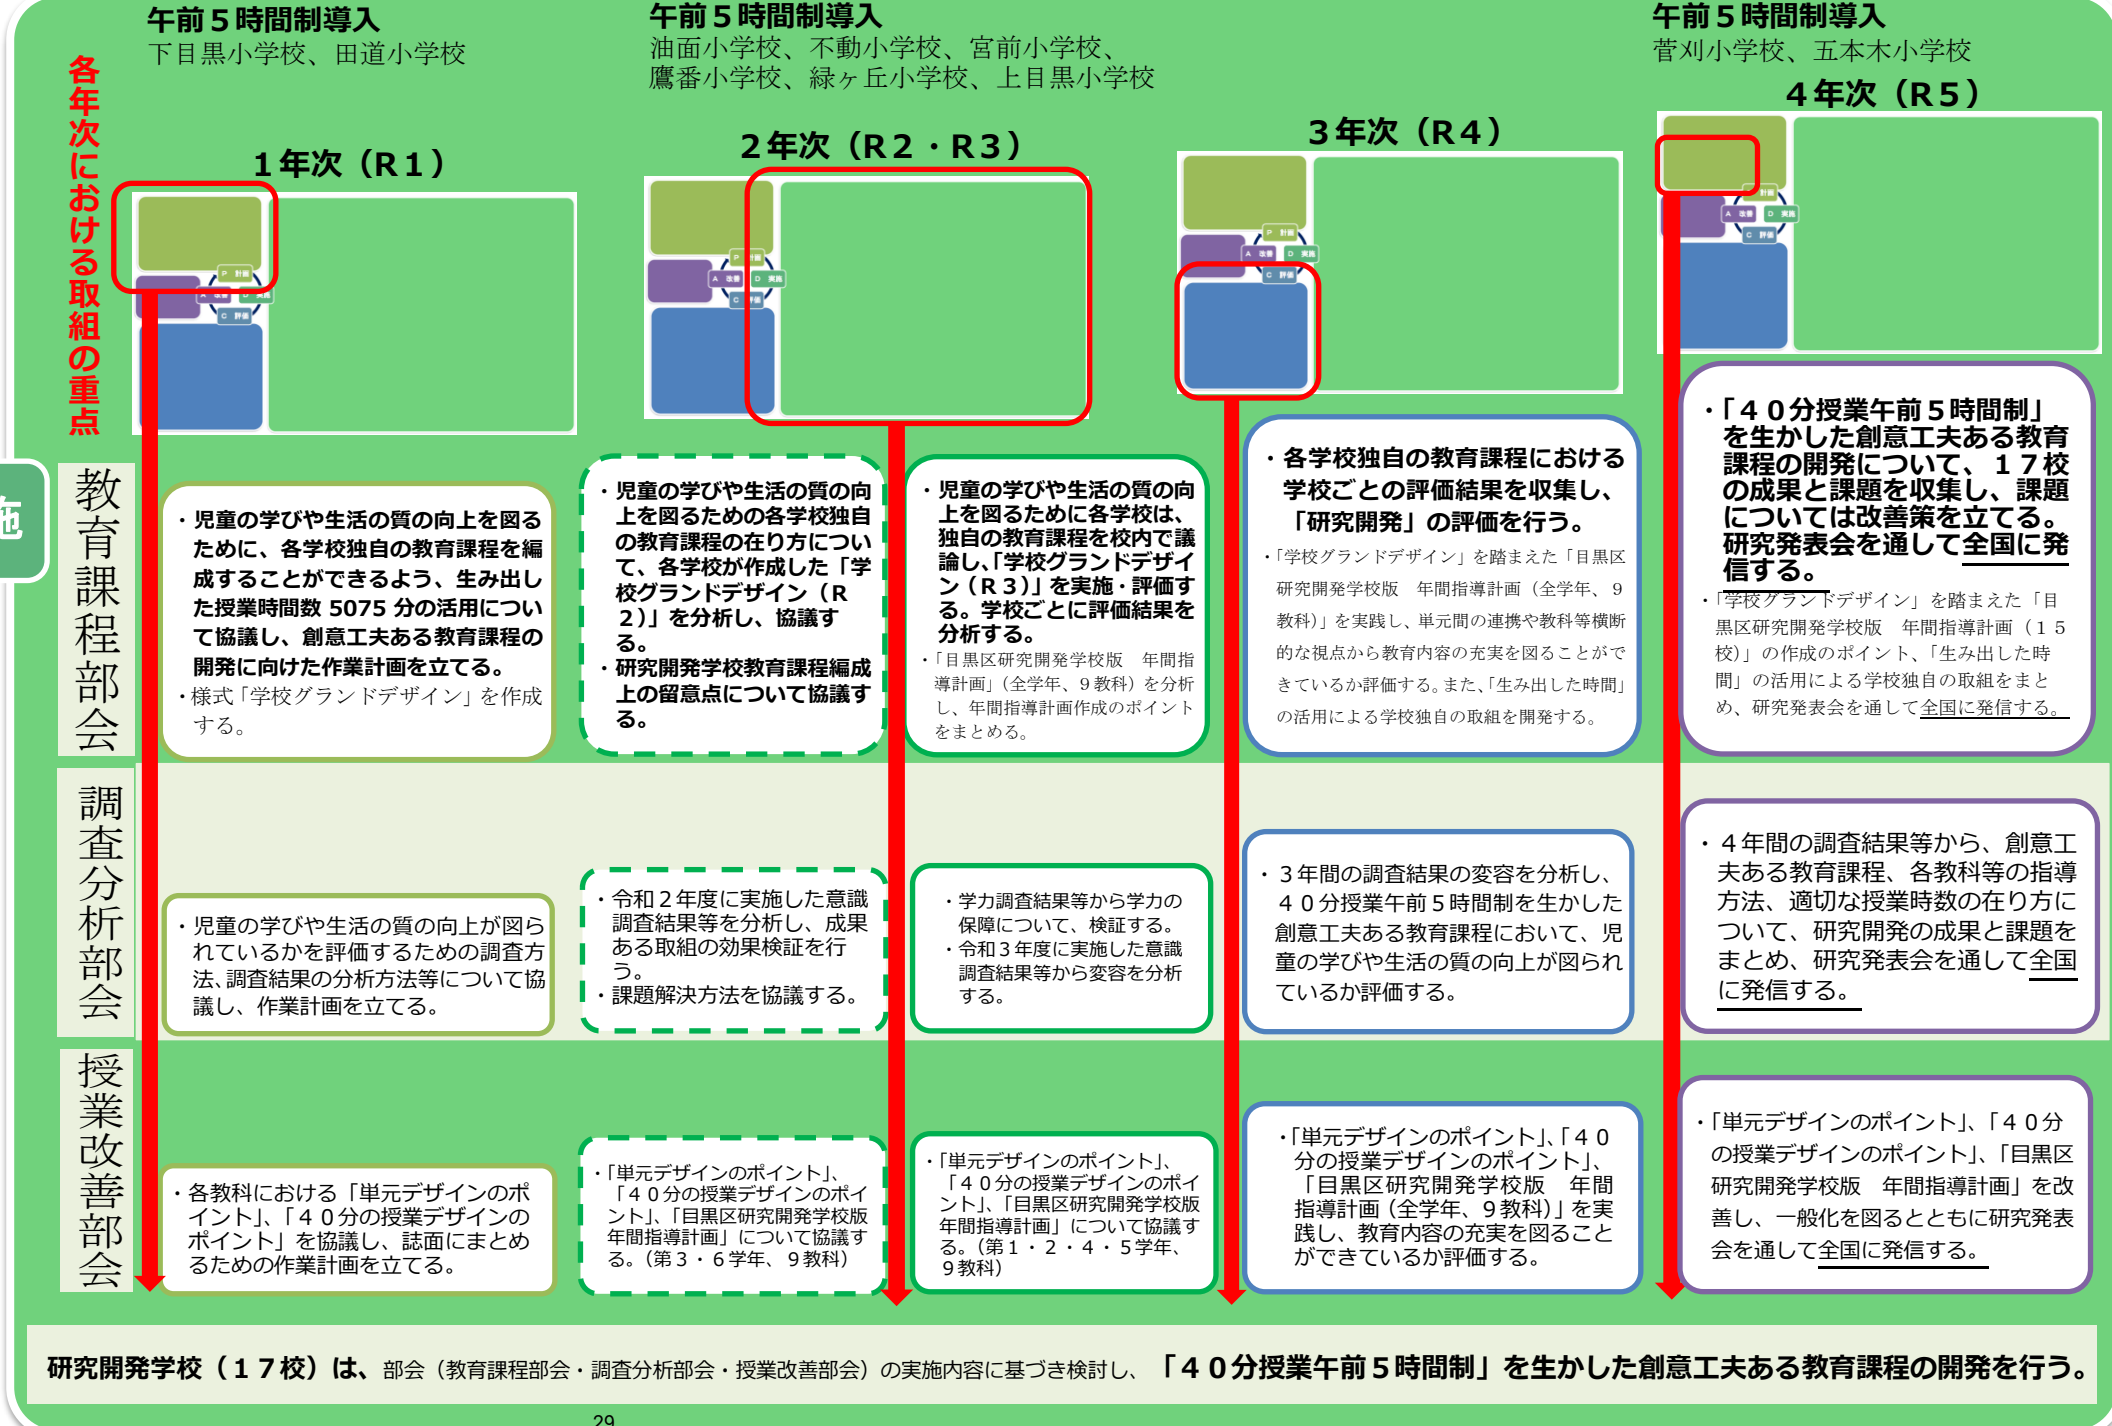 午前５時間制導入
下目黒小学校、田道小学校
午前５時間制導入
油面小学校、不動小学校、宮前小学校、
鷹番小学校、緑ヶ丘小学校、上目黒小学校
午前５時間制導入
菅刈小学校、五本木小学校
各年次における取組の重点
１年次（Ｒ１）
P 計画
A 改善
D 実施
C 評価
２年次（Ｒ２・Ｒ３）
P 計画
A 改善
D 実施
C 評価
３年次（Ｒ４）
P 計画
A 改善
D 実施
C 評価
４年次（Ｒ５）
P 計画
A 改善
D 実施
C 評価
教育課程部会
・児童の学びや生活の質の向上を図る
ために、各学校独自の教育課程を編
成することができるよう、生み出し
た授業時間数 5075 分の活用につい
て協議し、創意工夫ある教育課程の
開発に向けた作業計画を立てる。
・様式「学校グランドデザイン」を作成
する。
・児童の学びや生活の質の向
上を図るための各学校独自
の教育課程の在り方につい
て、各学校が作成した「学
校グランドデザイン（Ｒ
２）」を分析し、協議す
る。
・研究開発学校教育課程編成
上の留意点について協議す
る。
・児童の学びや生活の質の向
上を図るために各学校は、
独自の教育課程を校内で議
論し、「学校グランドデザイ
ン（Ｒ３）」を実施・評価す
る。学校ごとに評価結果を
分析する。
・「目黒区研究開発学校版　年間指
導計画」（全学年、９教科）を分析
し、年間指導計画作成のポイント
をまとめる。
・各学校独自の教育課程における
学校ごとの評価結果を収集し、
「研究開発」の評価を行う。
・「学校グランドデザイン」を踏まえた「目黒区
研究開発学校版　年間指導計画（全学年、９
教科）」を実践し、単元間の連携や教科等横断
的な視点から教育内容の充実を図ることがで
きているか評価する。また、「生み出した時間」
の活用による学校独自の取組を開発する。
・「４０分授業午前５時間制」
を生かした創意工夫ある教育
課程の開発について、１７校
の成果と課題を収集し、課題
については改善策を立てる。
研究発表会を通して全国に発
信する。
・「学校グランドデザイン」を踏まえた「目
黒区研究開発学校版　年間指導計画（１５
校）」の作成のポイント、「生み出した時
間」の活用による学校独自の取組をまと
め、研究発表会を通して全国に発信する。
調査分析部会
・児童の学びや生活の質の向上が図ら
れているかを評価するための調査方
法、調査結果の分析方法等について協
議し、作業計画を立てる。
・令和２年度に実施した意識
調査結果等を分析し、成果
ある取組の効果検証を行
う。
・課題解決方法を協議する。
・学力調査結果等から学力の
保障について、検証する。
・令和３年度に実施した意識
調査結果等から変容を分析
する。
・３年間の調査結果の変容を分析し、
４０分授業午前５時間制を生かした
創意工夫ある教育課程において、児
童の学びや生活の質の向上が図られ
ているか評価する。
・４年間の調査結果等から、創意工
夫ある教育課程、各教科等の指導
方法、適切な授業時数の在り方に
ついて、研究開発の成果と課題を
まとめ、研究発表会を通して全国
に発信する。
授業改善部会
・各教科における「単元デザインのポ
イント」、「４０分の授業デザインの
ポイント」を協議し、誌面にまとめ
るための作業計画を立てる。
・「単元デザインのポイント」、
「４０分の授業デザインのポイ
ント」、「目黒区研究開発学校版
年間指導計画」について協議す
る。（第３・６学年、９教科）
・「単元デザインのポイント」、
「４０分の授業デザインのポイ
ント」、「目黒区研究開発学校版
年間指導計画」について協議す
る。（第１・２・４・５学年、
９教科）
・「単元デザインのポイント」、「４０
分の授業デザインのポイント」、
「目黒区研究開発学校版　年間
指導計画（全学年、９教科）」を実
践し、教育内容の充実を図ること
ができているか評価する。
・「単元デザインのポイント」、「４０分
の授業デザインのポイント」、「目黒区
研究開発学校版　年間指導計画」を改
善し、一般化を図るとともに研究発表
会を通して全国に発信する。
研究開発学校（１７校）は、部会（教育課程部会・調査分析部会・授業改善部会）の実施内容に基づき検討し、「４０分授業午前５時間制」を生かした創意工夫ある教育課程の開発を行う。
29